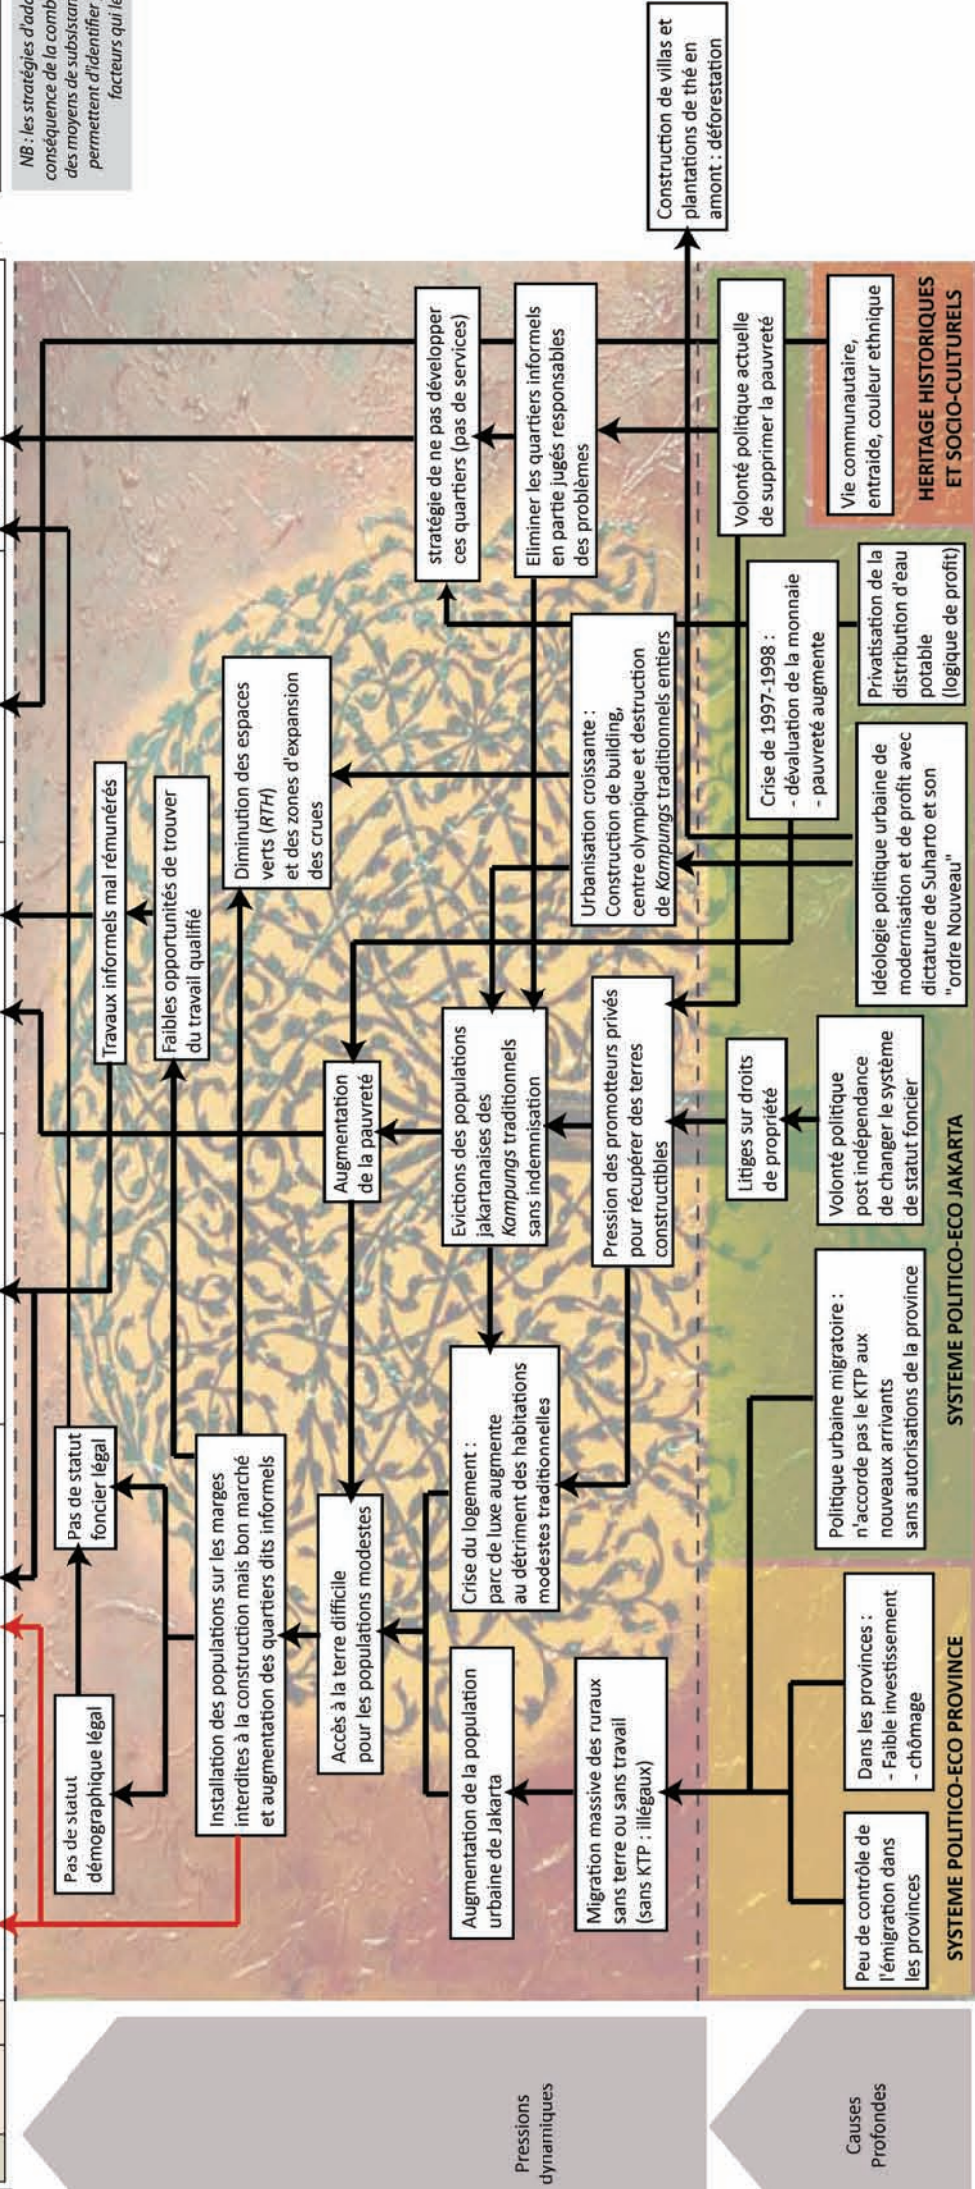 NB : les stratégies d'ada
conséquence de la comb
des moyens de subsistan
permettent d'identifier
facteurs qui le
Pas de statut
démographique légal
Pas de statut
foncier légal
Travaux informels mal rémunérés
Faibles opportunités de trouver
du travail qualifié
Installation des populations sur les marges
interdites à la construction mais bon marché
et augmentation des quartiers dits informels
Diminution des espaces
verts (RTH)
et des zones d'expansion
des crues
Accès à la terre difficile
pour les populations modestes
Augmentation
de la pauvreté
stratégie de ne pas développer
ces quartiers (pas de services)
Augmentation de la population
urbaine de Jakarta
Crise du logement :
parc de luxe augmente
au détriment des habitations
modestes traditionnelles
Evictions des populations
jakartanaises des
Kampungs traditionnels
sans indemnisation
Eliminer les quartiers informels
en partie jugés responsables
des problèmes
Migration massive des ruraux
sans terre ou sans travail
(sans KTP : illégaux)
Pression des promoteurs privés
pour récupérer des terres
constructibles
Urbanisation croissante :
Construction de building,
centre olympique et destruction
de Kampungs traditionnels entiers
Construction de villas et
plantations de thé en
amont : déforestation
Pressions
dynamiques
Litiges sur droits
de propriété
Crise de 1997-1998 :
- dévaluation de la monnaie
- pauvreté augmente
Volonté politique actuelle
de supprimer la pauvreté
Peu de contrôle de
l'émigration dans
les provinces
Dans les provinces :
- Faible investissement
- chômage
Politique urbaine migratoire :
n'accorde pas le KTP aux
nouveaux arrivants
sans autorisations de la province
Volonté politique
post indépendance
de changer le système
de statut foncier
Idéologie politique urbaine de
modernisation et de profit avec
dictature de Suharto et son
"ordre Nouveau"
Privatisation de la
distribution d'eau
potable
(logique de profit)
Vie communautaire,
entraide, couleur ethnique
Causes
Profondes
SYSTEME POLITICO-ECO PROVINCE
SYSTEME POLITICO-ECO JAKARTA
HERITAGE HISTORIQUES
ET SOCIO-CULTURELS